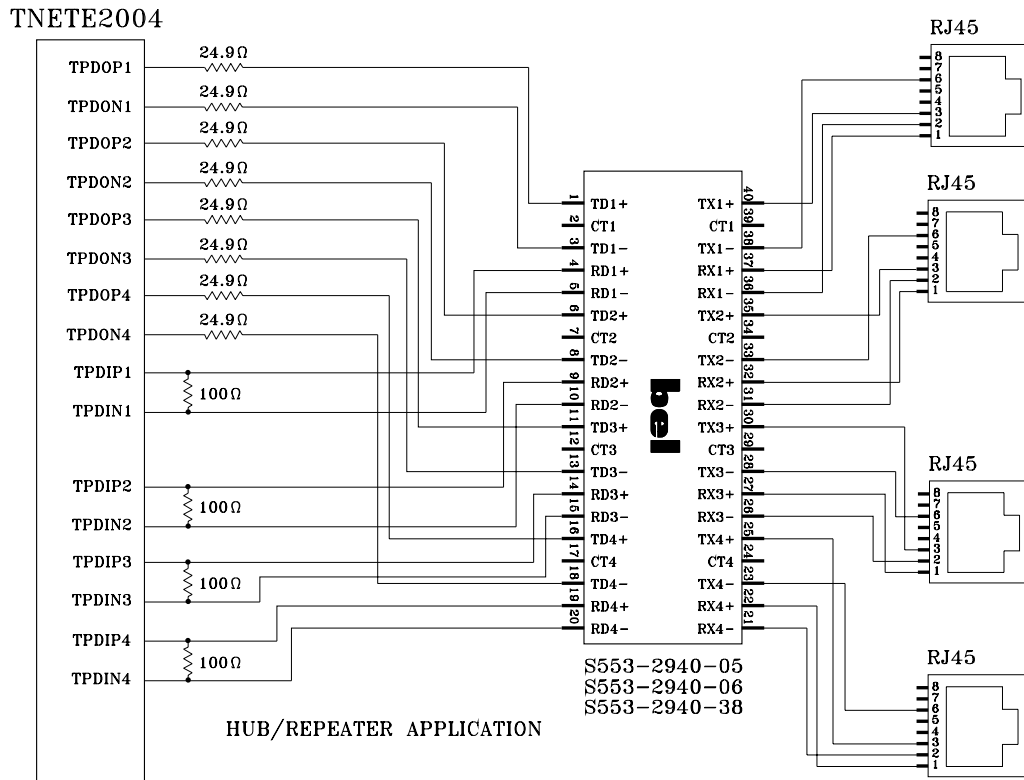 TNETE2004
TPDOP1
24.9Ω
TPDON1
24.9Ω
TPDOP2
24.9Ω
TPDON2
24.9Ω
TPDOP3
24.9Ω
TPDON3
24.9Ω
TPDOP4
24.9Ω
TPDON4
24.9Ω
TPDIP1
100Ω
TPDIN1
TPDIP2
100Ω
TPDIN2
TPDIP3
100Ω
TPDIN3
TPDIP4
100Ω
TPDIN4
1 TD1+ TX1+ 40
2 CT1 CT1 39
3 TD1- TX1- 38
4 RD1+ RX1+ 37
5 RD1- RX1- 36
6 TD2+ TX2+ 35
7 CT2 CT2 34
8 TD2- TX2- 33
9 RD2+ RX2+ 32
10 RD2- RX2- 31
11 TD3+ TX3+ 30
12 CT3 CT3 29
13 TD3- TX3- 28
14 RD3+ RX3+ 27
15 RD3- RX3- 26
16 TD4+ TX4+ 25
17 CT4 CT4 24
18 TD4- TX4- 23
19 RD4+ RX4+ 22
20 RD4- RX4- 21
bel
S553-2940-05
S553-2940-06
S553-2940-38
RJ45
8
7
6
5
4
3
2
1
RJ45
8
7
6
5
4
3
2
1
RJ45
8
7
6
5
4
3
2
1
RJ45
8
7
6
5
4
3
2
1
HUB/REPEATER APPLICATION